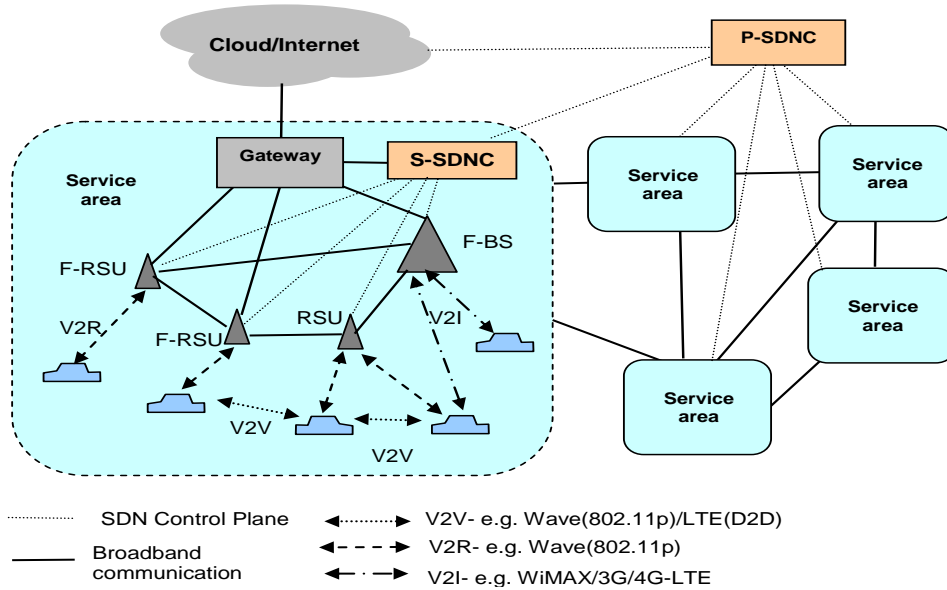 Cloud/Internet
P-SDNC
Gateway
S-SDNC
Service
area
Service
area
Service
area
F-BS
F-RSU
V2R
F-RSU
RSU
V2I
Service
area
Service
area
V2V
V2V
SDN Control Plane
V2V- e.g. Wave(802.11p)/LTE(D2D)
Broadband
communication
V2R- e.g. Wave(802.11p)
V2I- e.g. WiMAX/3G/4G-LTE